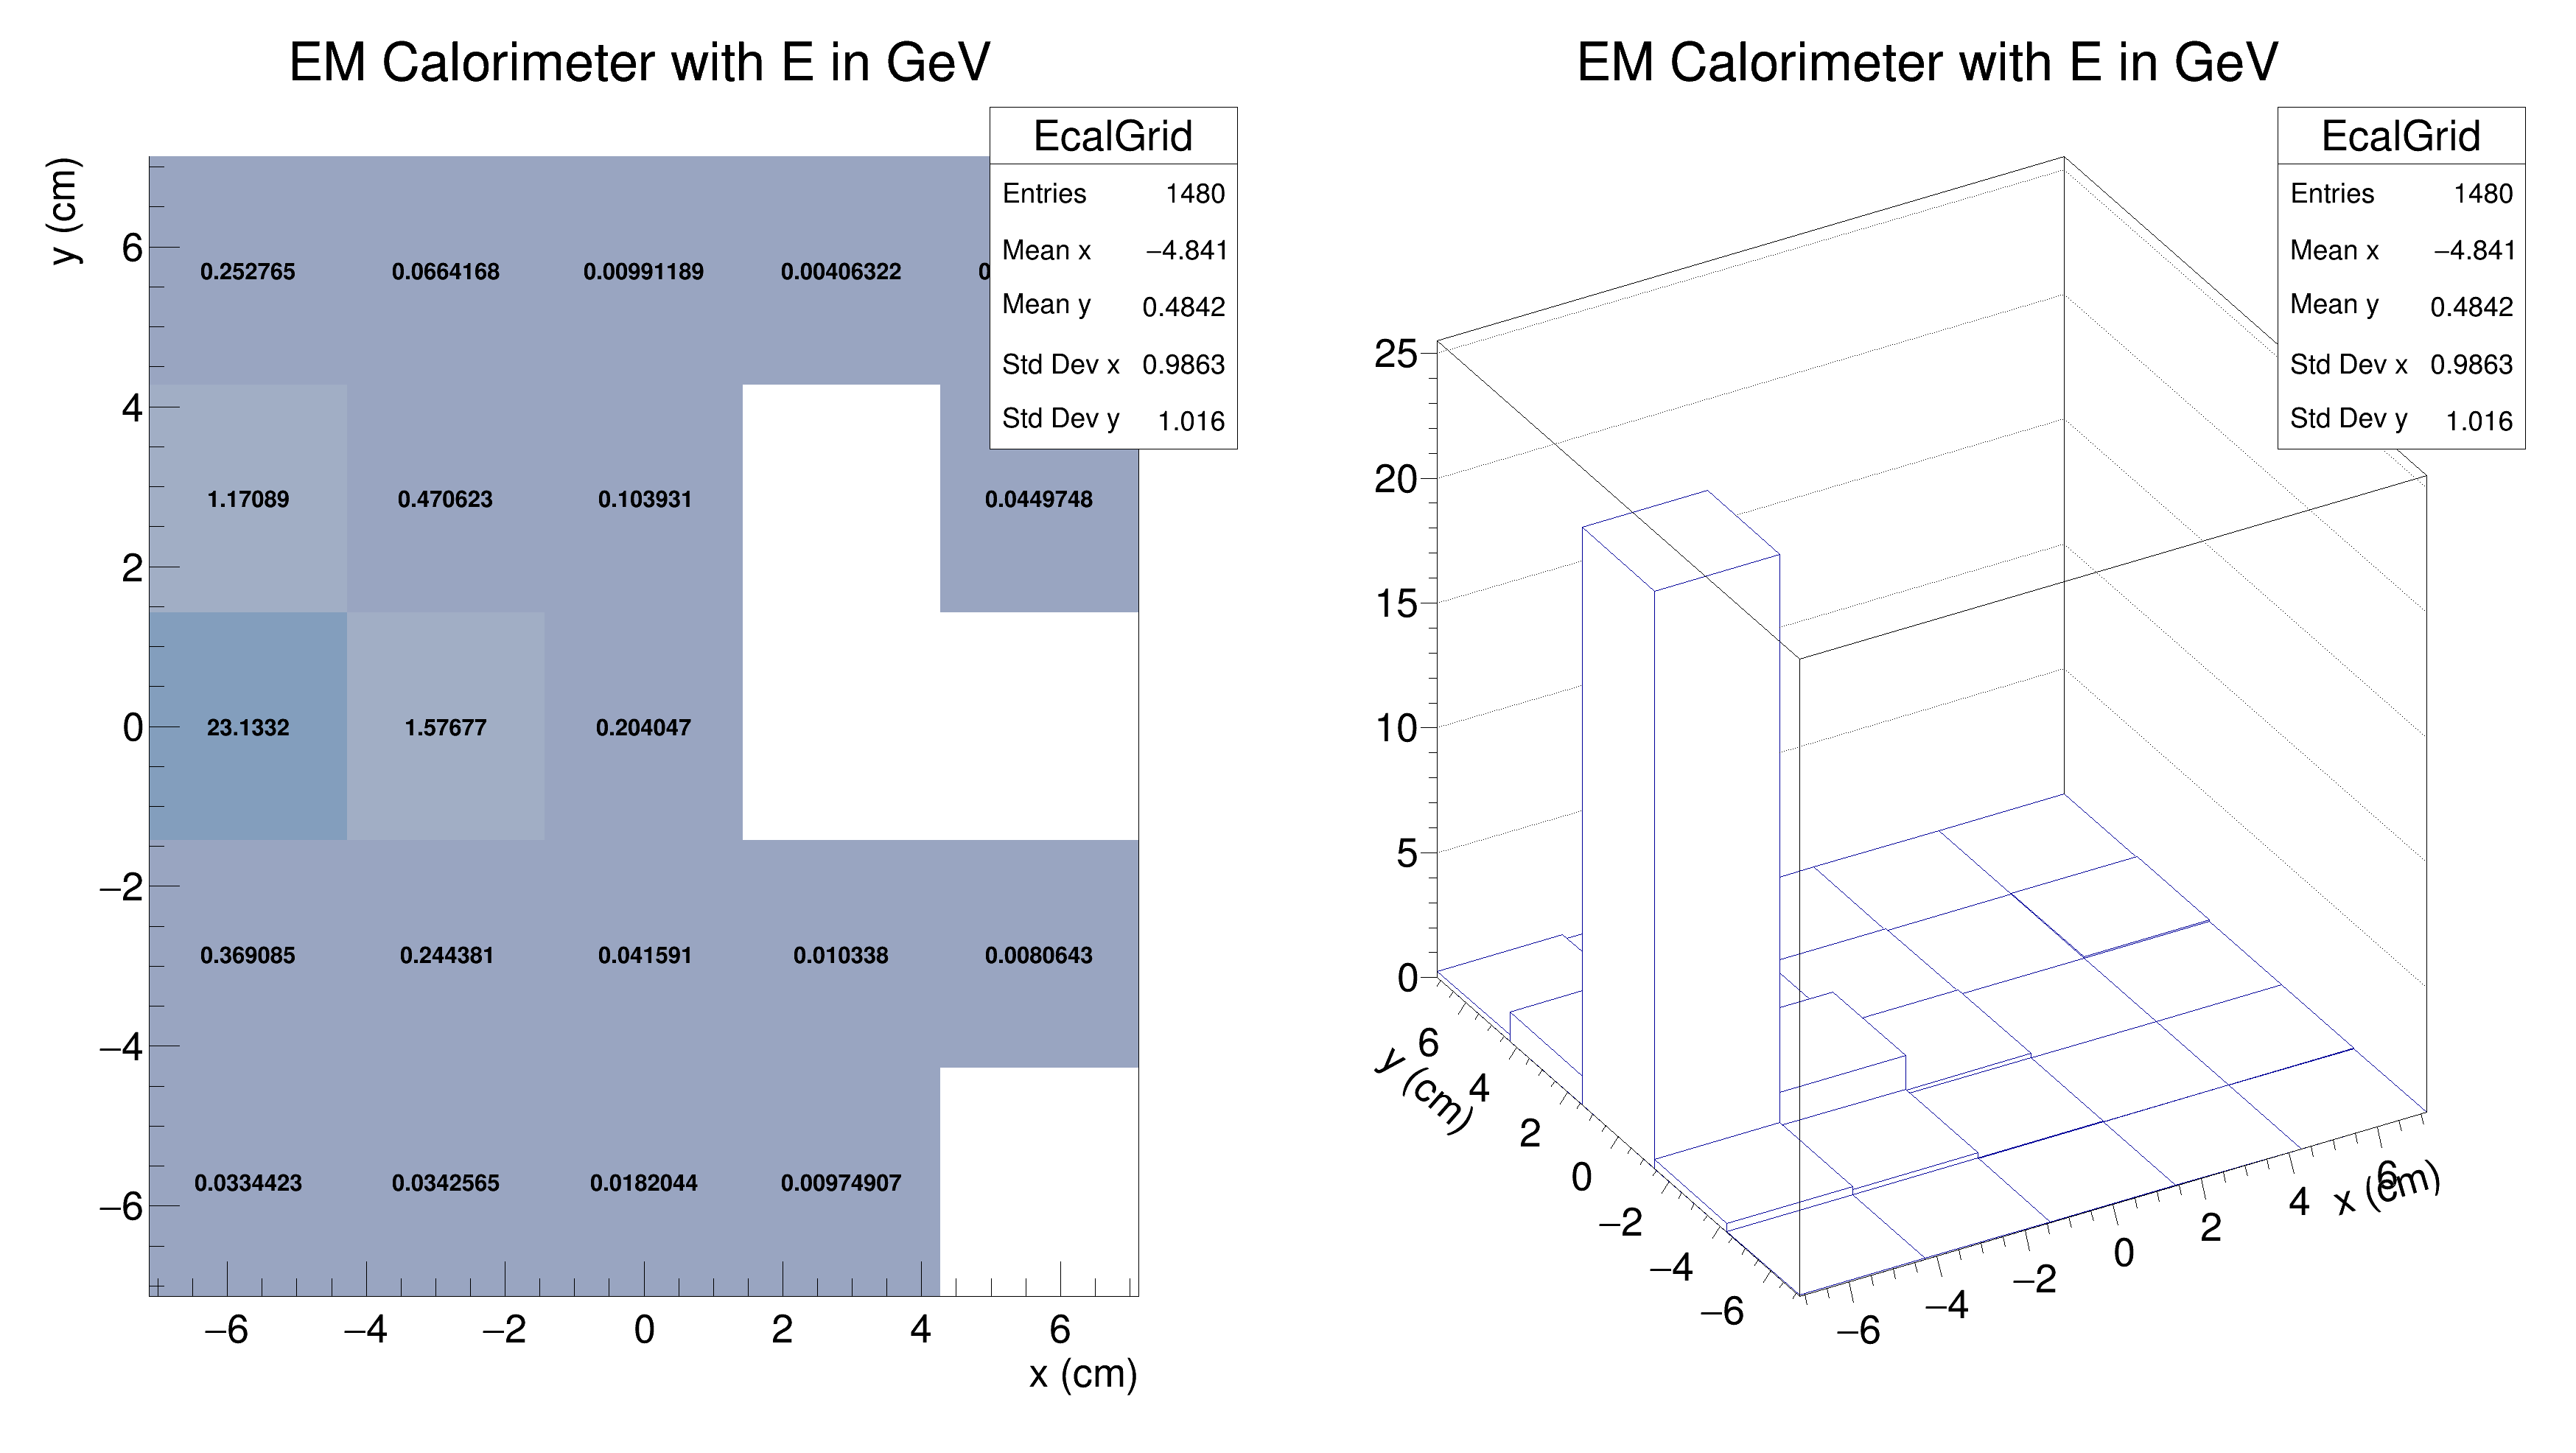 EM Calorimeter with E in GeV
EcalGrid
Entries 1480
Mean x −4.841
Mean y 0.4842
Std Dev x 0.9863
Std Dev y 1.016
y (cm)
6
4
2
0
−2
−4
−6
0.252765 0.0664168 0.00991189 0.00406322
1.17089 0.470623 0.103931 0.0449748
23.1332 1.57677 0.204047
0.369085 0.244381 0.041591 0.010338 0.0080643
0.0334423 0.0342565 0.0182044 0.00974907
−6 −4 −2 0 2 4 6
x (cm)
EM Calorimeter with E in GeV
EcalGrid
Entries 1480
Mean x −4.841
Mean y 0.4842
Std Dev x 0.9863
Std Dev y 1.016
25
20
15
10
5
0
6
4
2
0
−2
−4
−6
y (cm)
−6 −4 −2 0 2 4 6
x (cm)